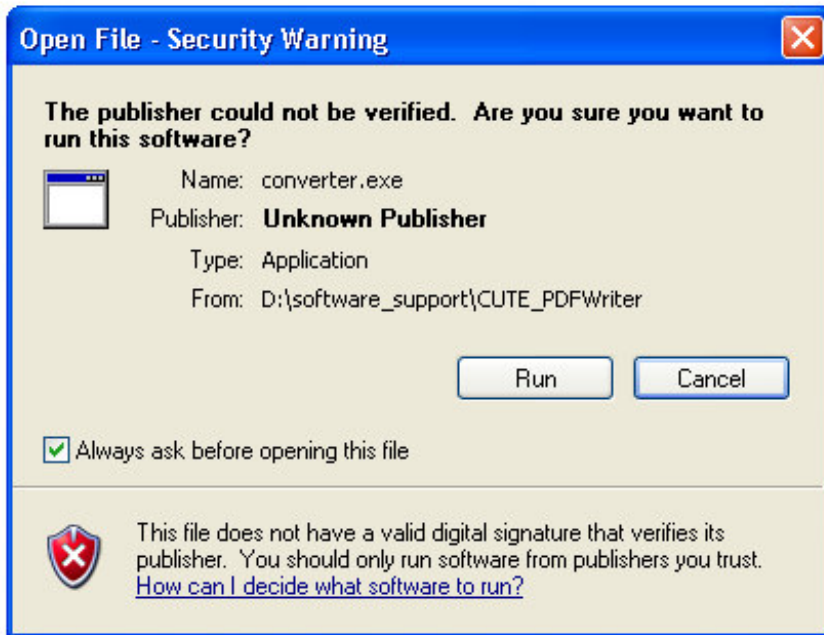 Open File - Security Warning
The publisher could not be verified.  Are you sure you want to
run this software?
Name: converter.exe
Publisher: Unknown Publisher
Type: Application
From: D:\software_support\CUTE_PDFWriter
Run Cancel
Always ask before opening this file
This file does not have a valid digital signature that verifies its
publisher.  You should only run software from publishers you trust.
How can I decide what software to run?